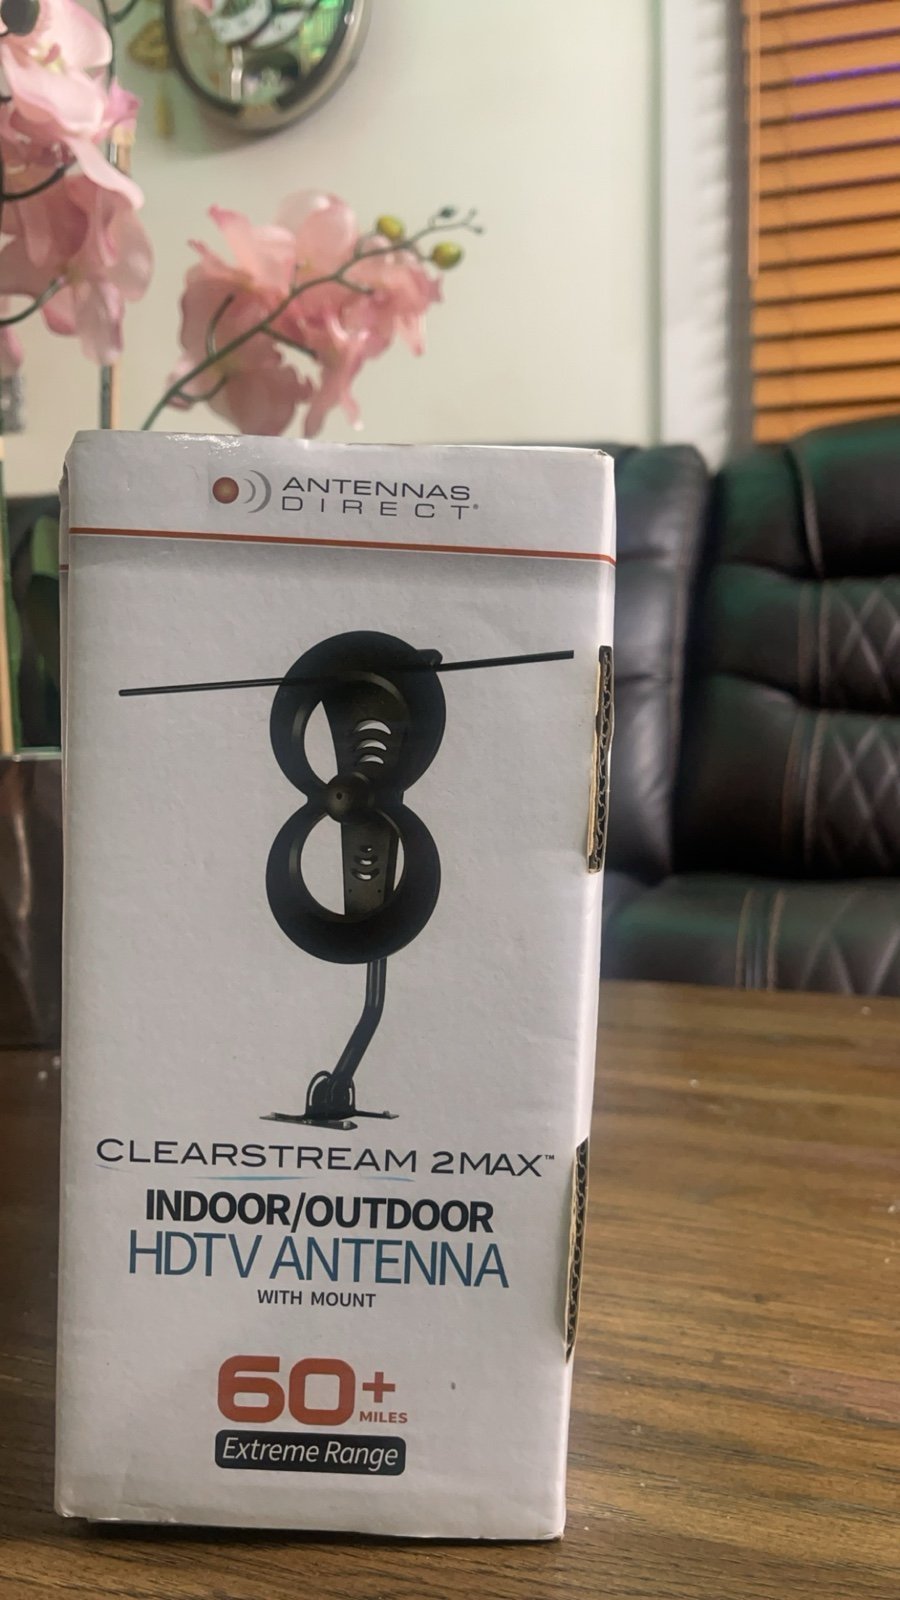 ANTENNAS
DIRECT®
CLEARSTREAM 2MAX™
INDOOR/OUTDOOR
HDTV ANTENNA
WITH MOUNT
60+
MILES
Extreme Range